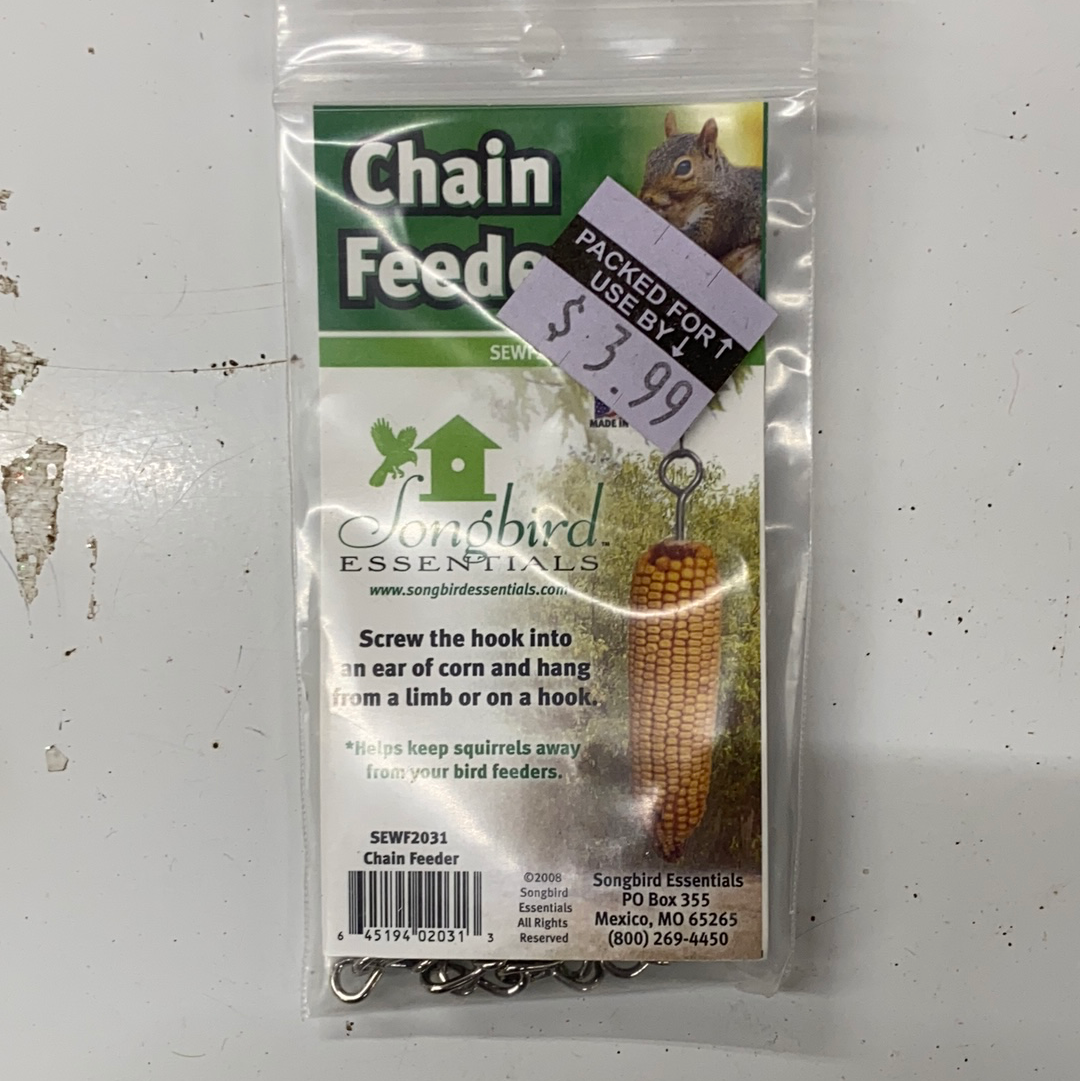 Chain
Feede
PACKED FOR ↑
USE BY ↓
$ 3.99
SEWF
MADE IN
Songbird™
ESSENTIALS
www.songbirdessentials.com
Screw the hook into
an ear of corn and hang
from a limb or on a hook.
*Helps keep squirrels away
from your bird feeders.
SEWF2031
Chain Feeder
6 45194 02031 3
©2008
Songbird
Essentials
All Rights
Reserved
Songbird Essentials
PO Box 355
Mexico, MO 65265
(800) 269-4450